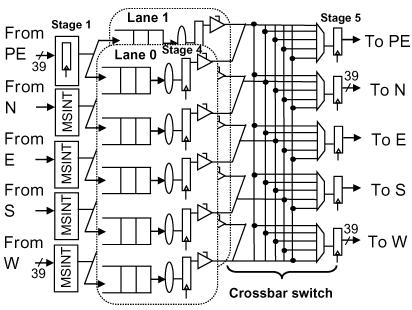 Stage 1
Lane 1
Stage 5
From
PE
39
Lane 0
Stage 4
To PE
From
N
MSINT
39
To N
From
E
MSINT
To E
From
S
MSINT
To S
From
W
39
MSINT
39
To W
Crossbar switch